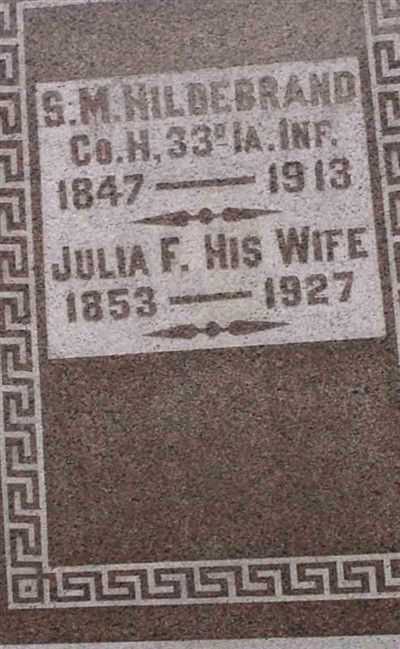 S.M.HILDEBRAND
CO.H, 33D IA. INF.
1847 — 1913
JULIA F. HIS WIFE
1853 — 1927